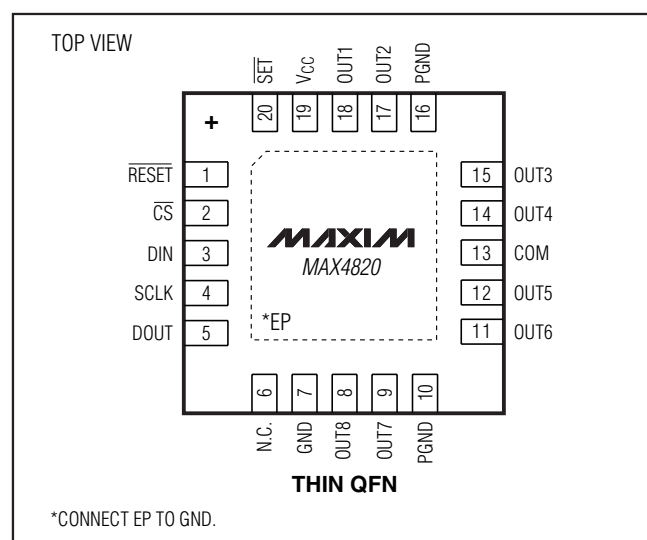 TOP VIEW
SET
VCC
OUT1
OUT2
PGND
20
19
18
17
16
+
RESET 1
CS 2
DIN 3
SCLK 4
DOUT 5
15 OUT3
14 OUT4
13 COM
12 OUT5
11 OUT6
MAXIM
MAX4820
*EP
6
7
8
9
10
N.C.
GND
OUT8
OUT7
PGND
THIN QFN
*CONNECT EP TO GND.